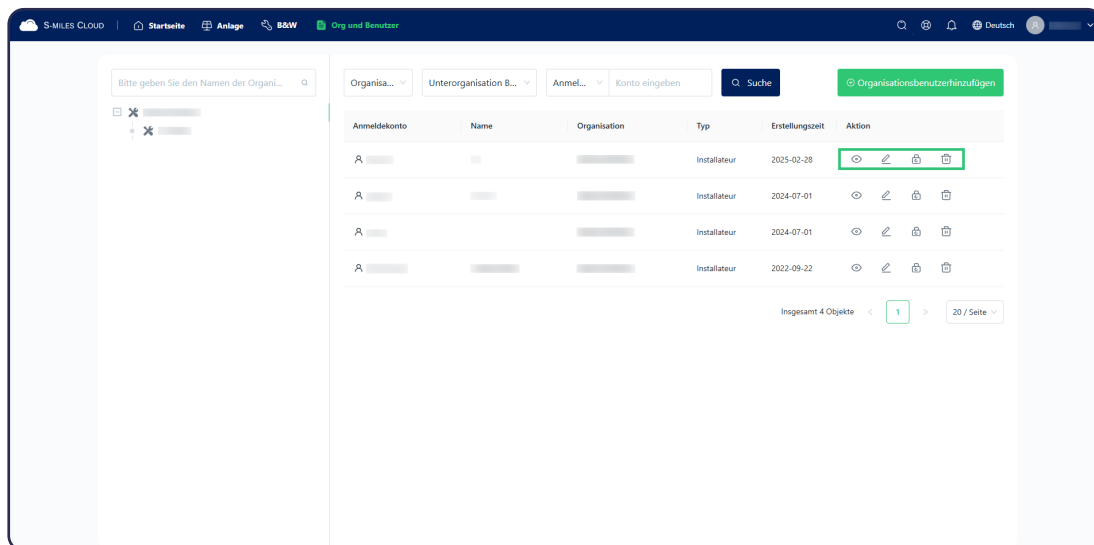 S-MILES CLOUD | Startseite Anlage B&W Org und Benutzer Deutsch
Bitte geben Sie den Namen der Organi... Organisa... Unterorganisation B... Anmel... Konto eingeben Suche Organisationsbenutzerhinzufügen
Anmeldekonto Name Organisation Typ Erstellungszeit Aktion
Installateur 2025-02-28
Installateur 2024-07-01
Installateur 2024-07-01
Installateur 2022-09-22
Insgesamt 4 Objekte < 1 > 20 / Seite